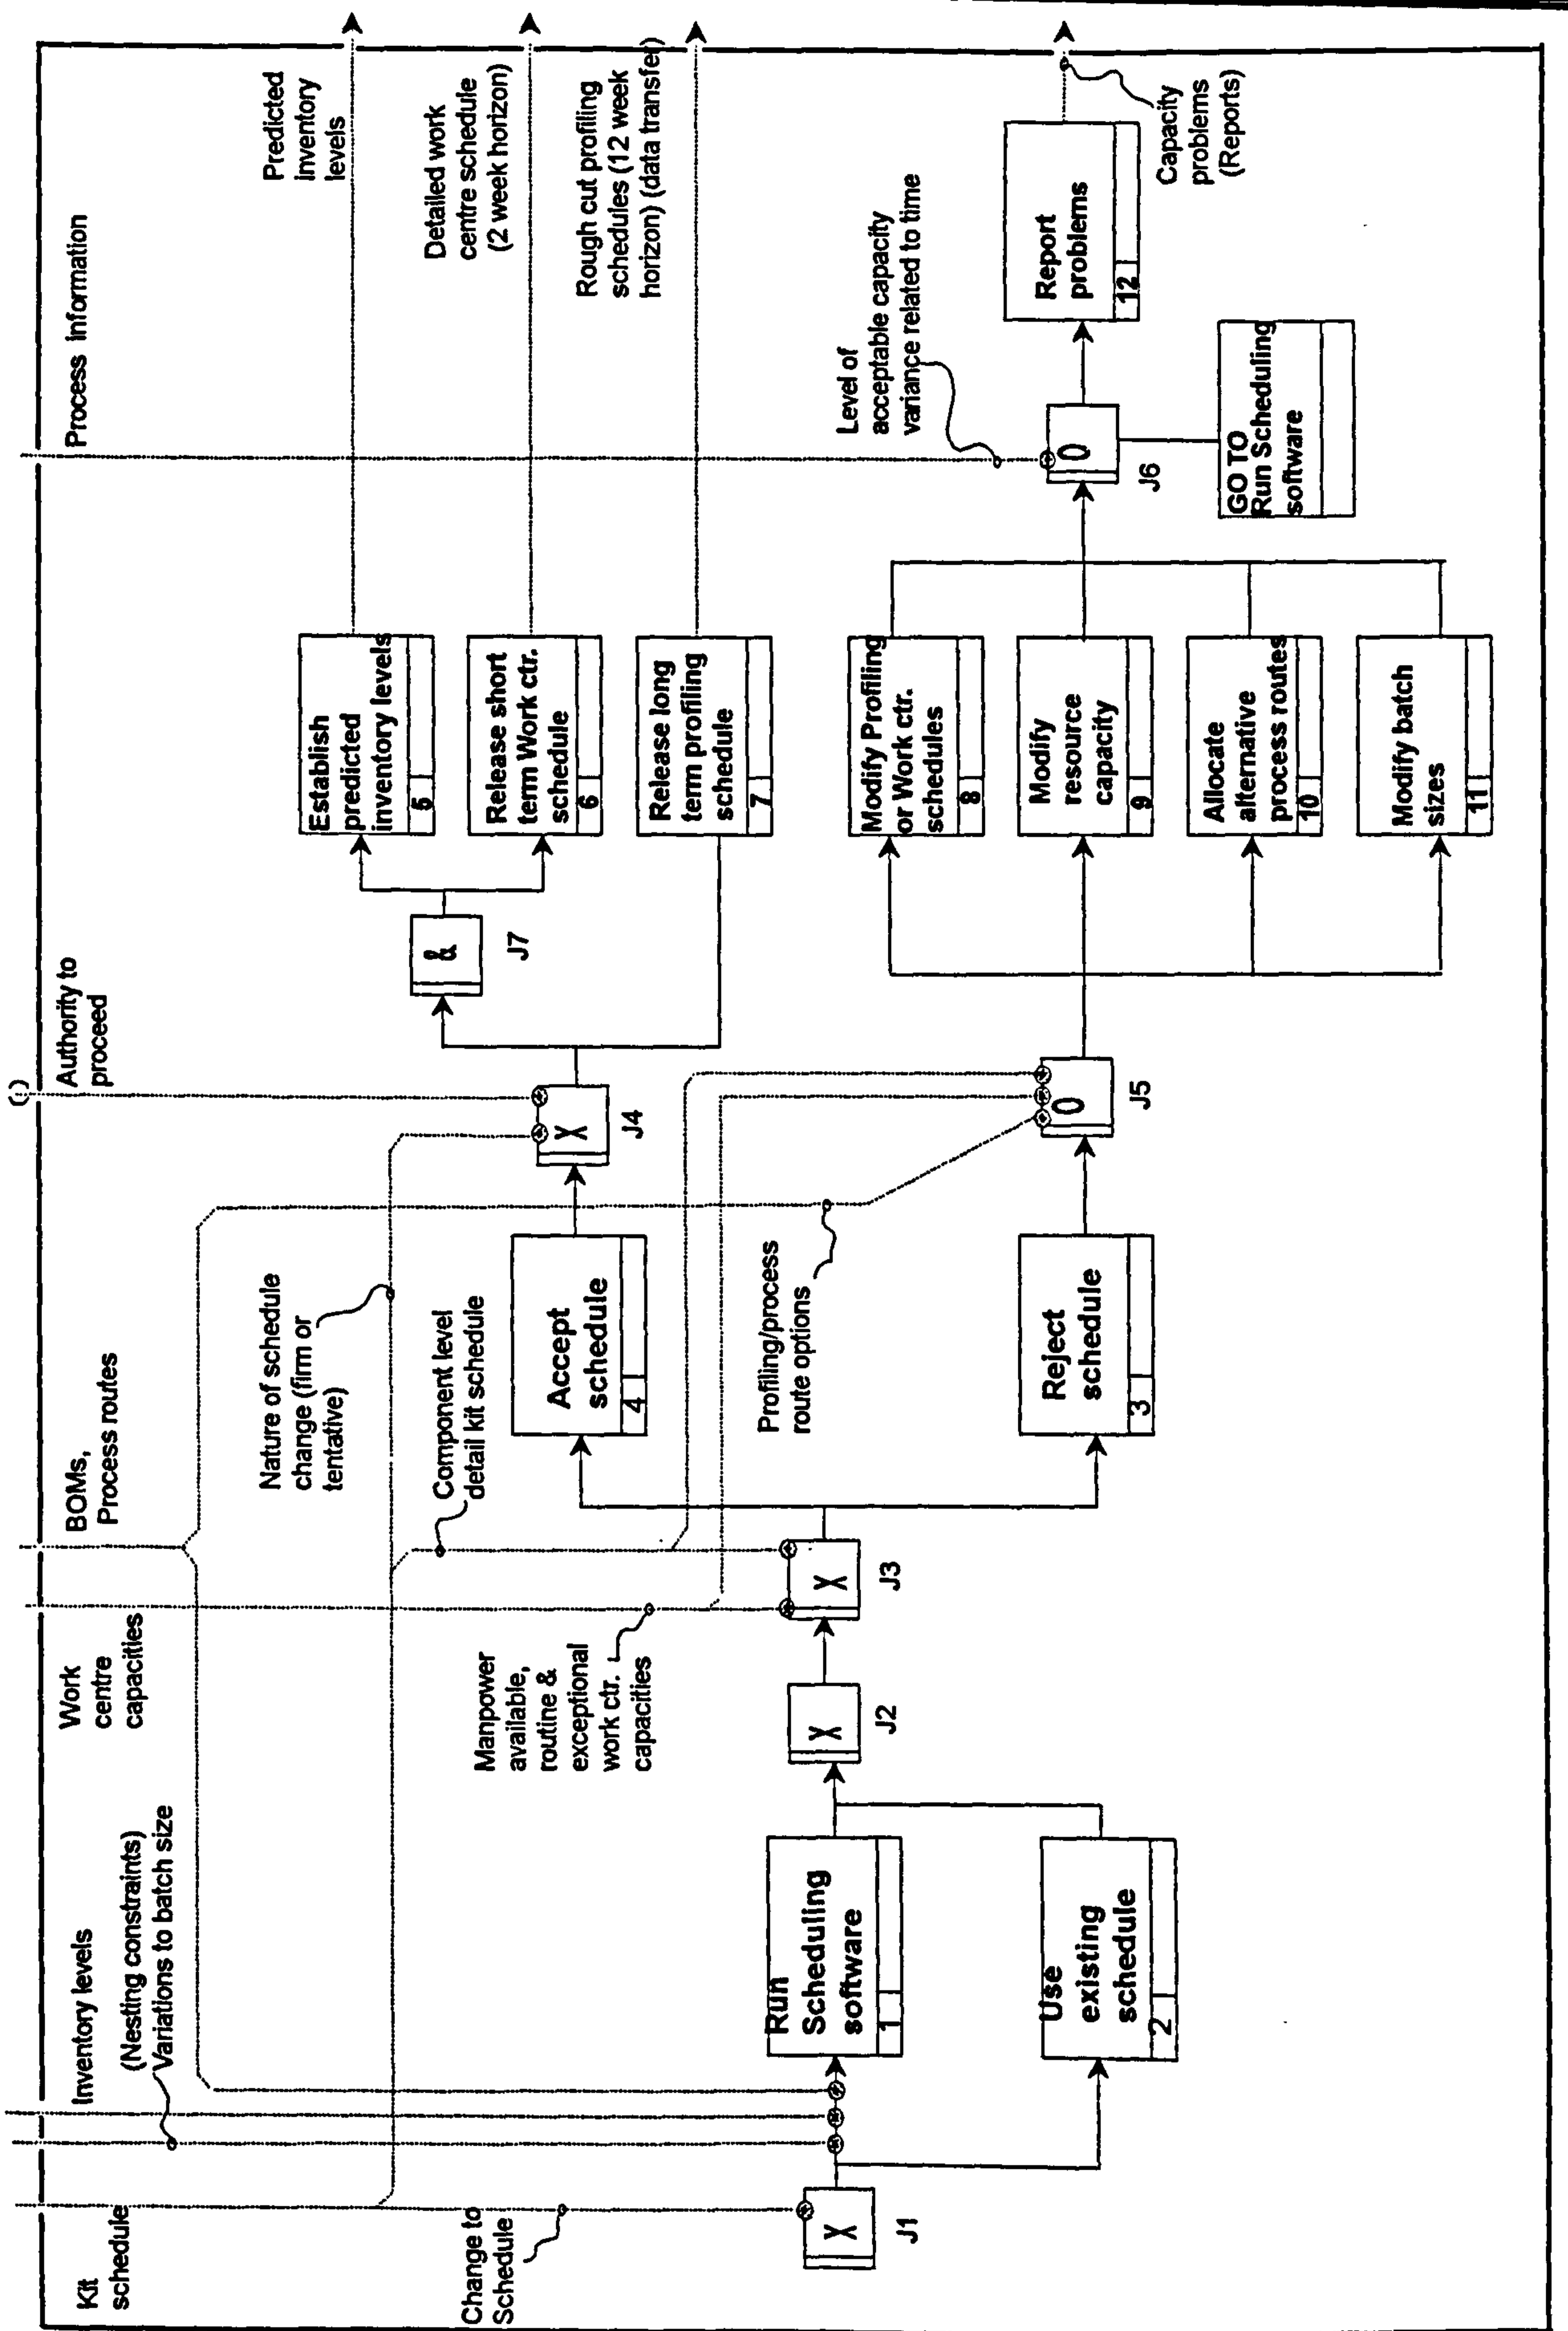 Kit
schedule
Inventory levels
(Nesting constraints)
Variations to batch size
Work
centre
capacities
BOMs,
Process routes
Authority to
proceed
Process information
Change to
Schedule
Nature of schedule
change (firm or
tentative)
Component level
detail kit schedule
Manpower
available,
routine &
exceptional
work ctr.
capacities
Profiling/process
route options
Level of
acceptable capacity
variance related to time
Predicted
inventory
levels
Detailed work
centre schedule
(2 week horizon)
Rough cut profiling
schedules (12 week
horizon) (data transfer)
Capacity
problems
(Reports)
X
J1
Run
Scheduling
software
1
Use
existing
schedule
2
X
J2
X
J3
Accept
schedule
4
Reject
schedule
3
X
J4
O
J5
&
J7
Establish
predicted
inventory levels
5
Release short
term Work ctr.
schedule
6
Release long
term profiling
schedule
7
Modify Profiling
or Work ctr.
schedules
8
Modify
resource
capacity
9
Allocate
alternative
process routes
10
Modify batch
sizes
11
O
J6
GO TO
Run Scheduling
software
Report
problems
12